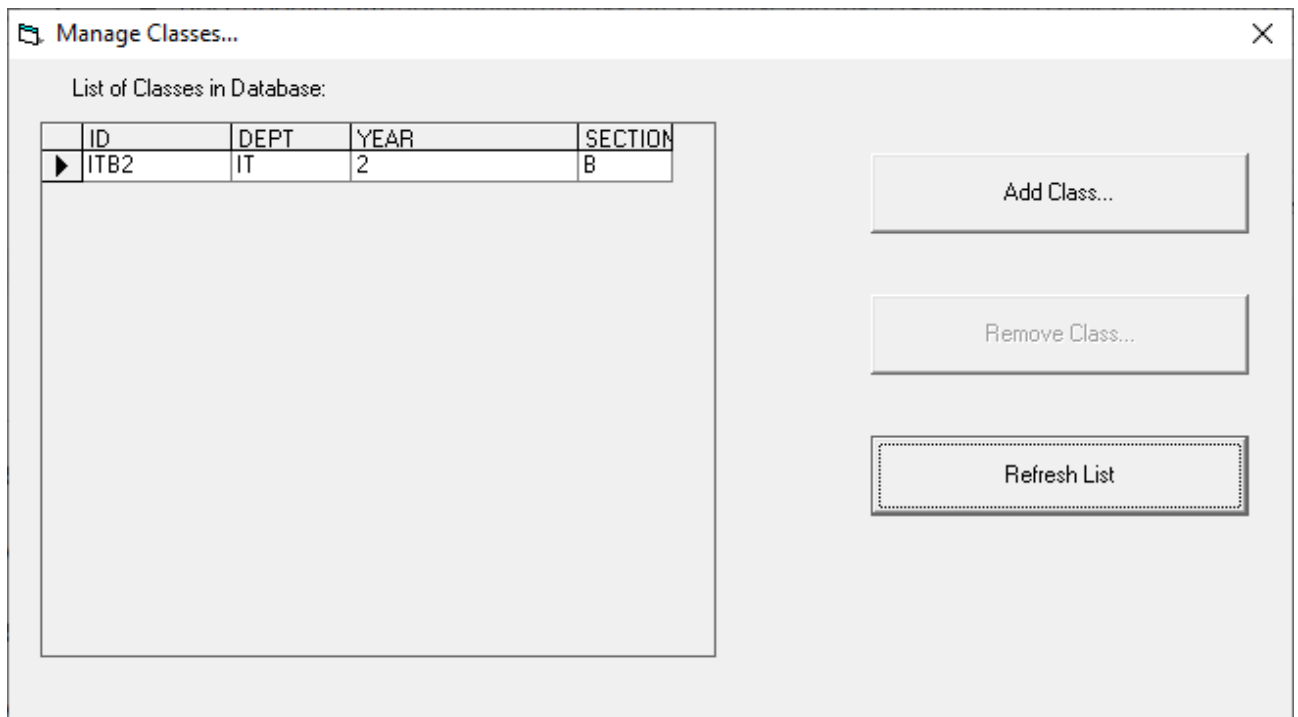 Manage Classes...
List of Classes in Database:
ID DEPT YEAR SECTION
ITB2 IT 2 B
Add Class...
Remove Class...
Refresh List